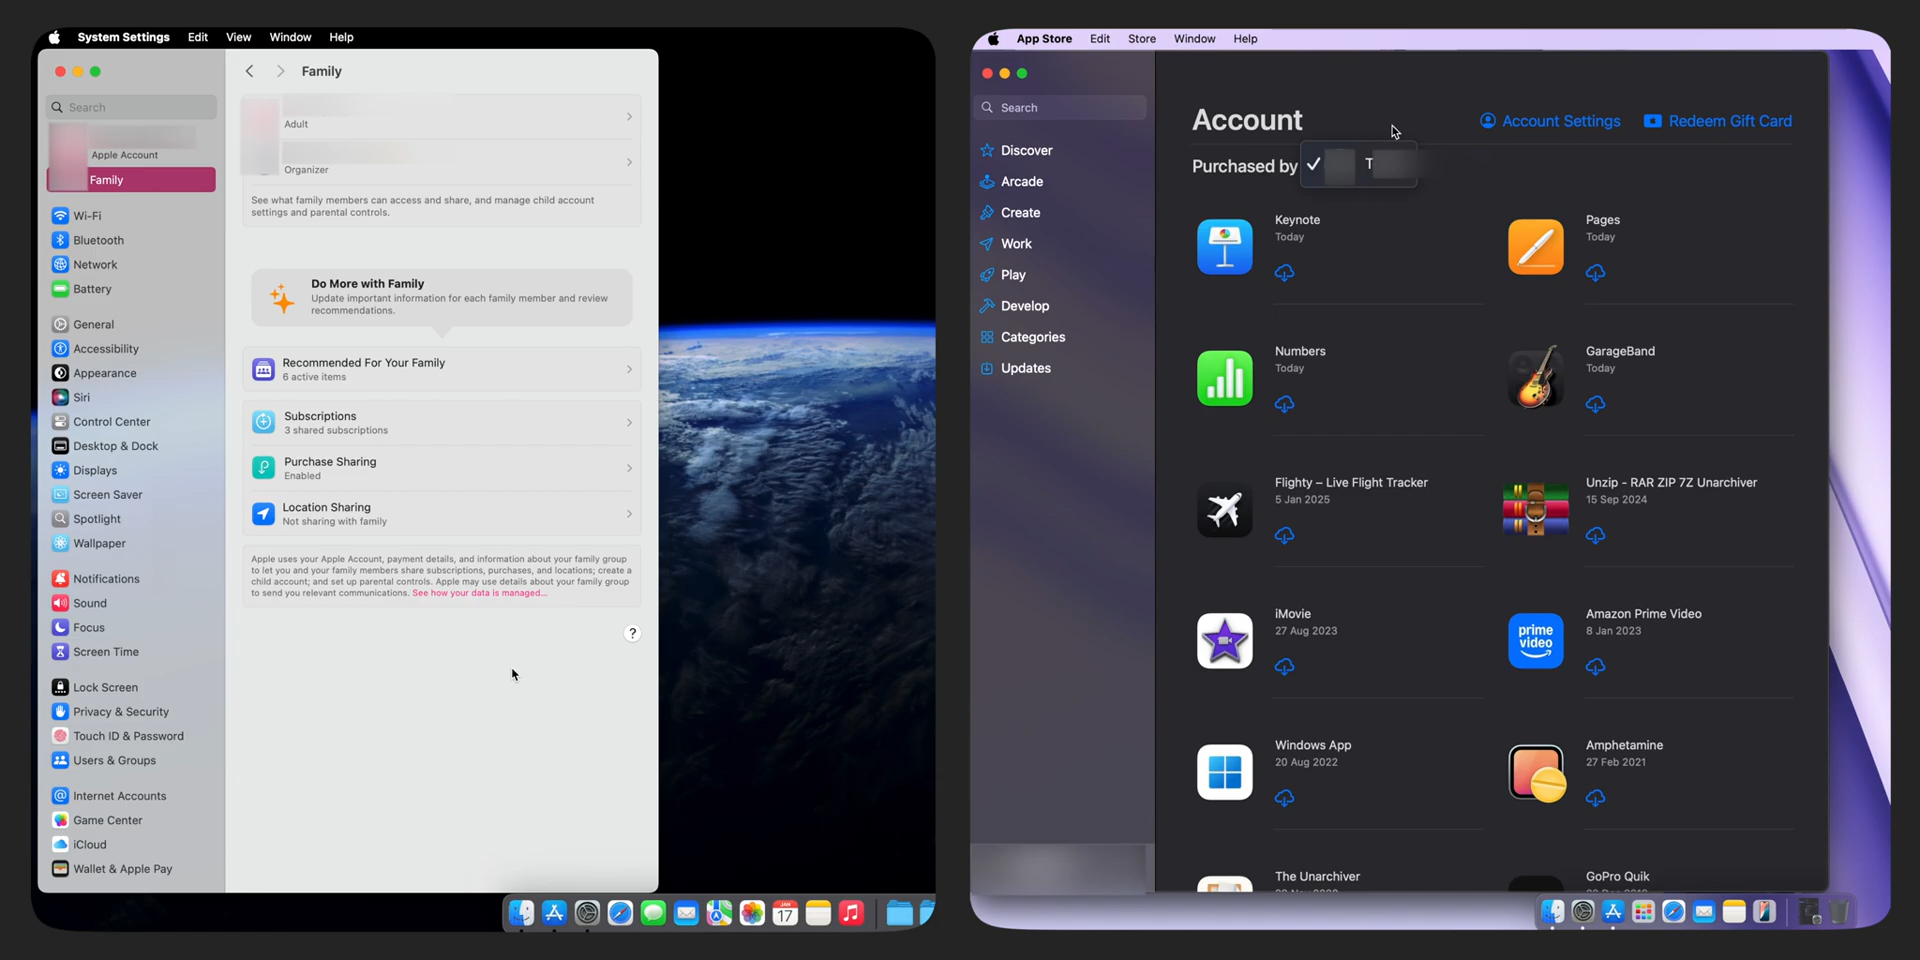 System Settings Edit View Window Help
Search
Apple Account
Family
Wi-Fi
Bluetooth
Network
Battery
General
Accessibility
Appearance
Siri
Control Center
Desktop & Dock
Displays
Screen Saver
Spotlight
Wallpaper
Notifications
Sound
Focus
Screen Time
Lock Screen
Privacy & Security
Touch ID & Password
Users & Groups
Internet Accounts
Game Center
iCloud
Wallet & Apple Pay
Family
Adult
Organizer
See what family members can access and share, and manage child account
settings and parental controls.
Do More with Family
Update important information for each family member and review
recommendations.
Recommended For Your Family
6 active items
Subscriptions
3 shared subscriptions
Purchase Sharing
Enabled
Location Sharing
Not sharing with family
Apple uses your Apple Account, payment details, and information about your family group
to let you and your family members share subscriptions, purchases, and locations; create a
child account; and set up parental controls. Apple may use details about your family group
to send you relevant communications. See how your data is managed...
?
JAN
17
App Store Edit Store Window Help
Search
Discover
Arcade
Create
Work
Play
Develop
Categories
Updates
Account
Account Settings
Redeem Gift Card
Purchased by
T
Keynote
Today
Pages
Today
Numbers
Today
GarageBand
Today
Flighty – Live Flight Tracker
5 Jan 2025
Unzip - RAR ZIP 7Z Unarchiver
15 Sep 2024
iMovie
27 Aug 2023
prime
video
Amazon Prime Video
8 Jan 2023
Windows App
20 Aug 2022
Amphetamine
27 Feb 2021
The Unarchiver
GoPro Quik